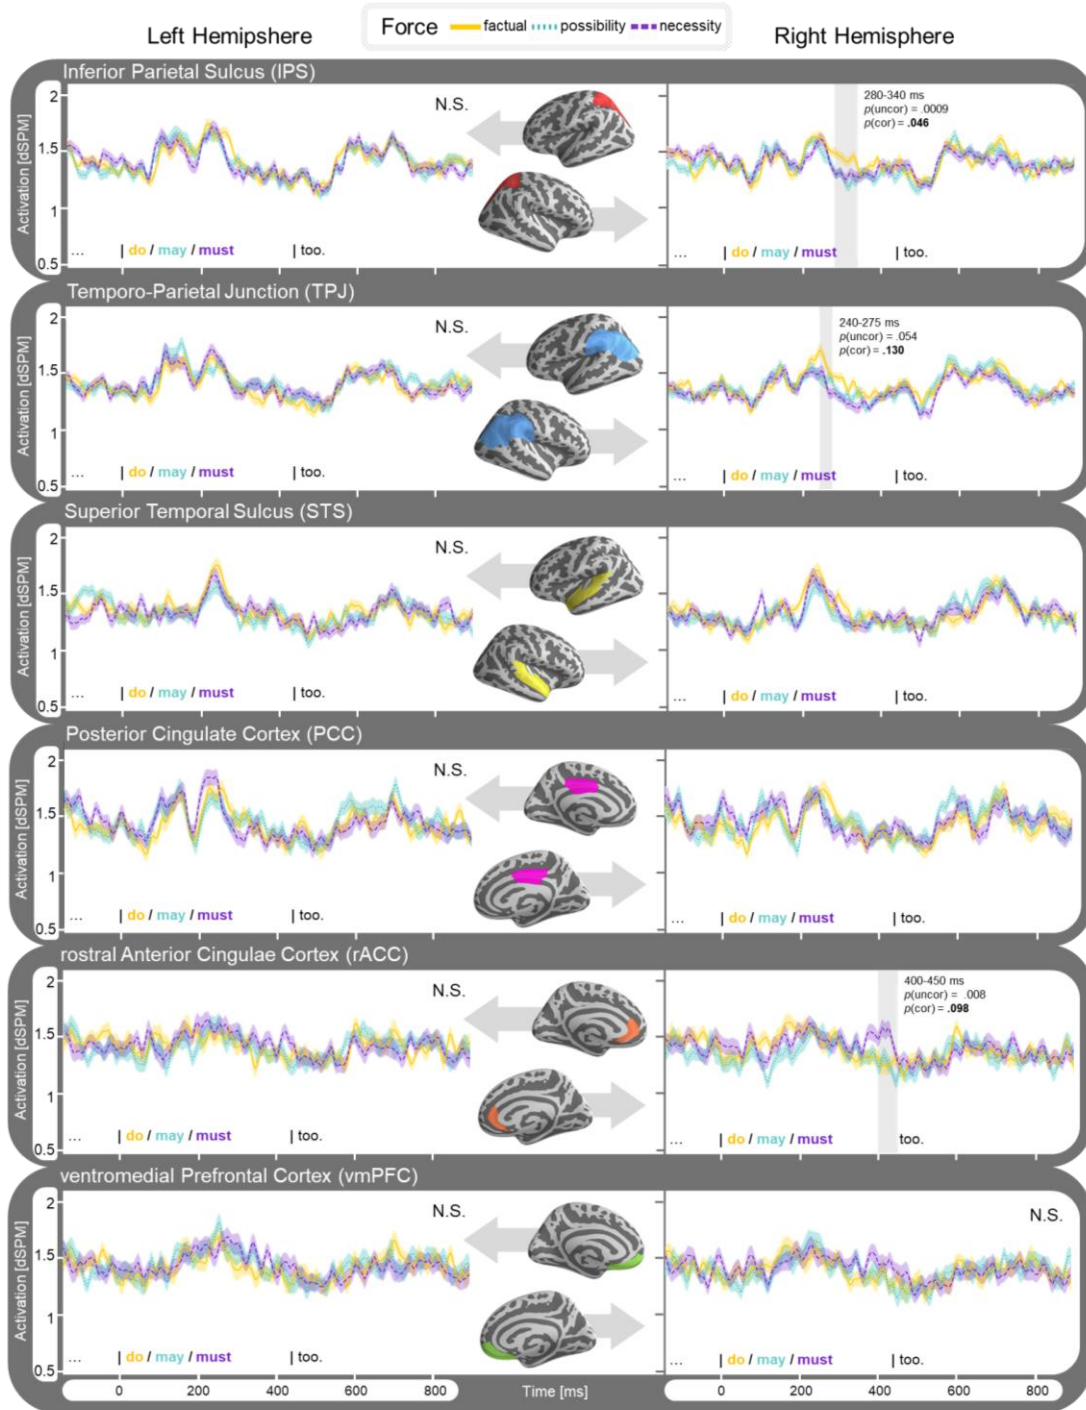 Force factual possibility necessity
Left Hemipshere Right Hemisphere
Inferior Parietal Sulcus (IPS)
Activation [dSPM]
2
1.5
1
0.5
N.S.
280-340 ms
p(uncor) = .0009
p(cor) = .046
... | do / may / must | too.
... | do / may / must | too.
Temporo-Parietal Junction (TPJ)
Activation [dSPM]
2
1.5
1
0.5
N.S.
240-275 ms
p(uncor) = .054
p(cor) = .130
... | do / may / must | too.
... | do / may / must | too.
Superior Temporal Sulcus (STS)
Activation [dSPM]
2
1.5
1
0.5
N.S.
... | do / may / must | too.
... | do / may / must | too.
Posterior Cingulate Cortex (PCC)
Activation [dSPM]
2
1.5
1
0.5
N.S.
... | do / may / must | too.
... | do / may / must | too.
rostral Anterior Cingulae Cortex (rACC)
Activation [dSPM]
2
1.5
1
0.5
N.S.
400-450 ms
p(uncor) = .008
p(cor) = .098
... | do / may / must | too.
... | do / may / must too.
ventromedial Prefrontal Cortex (vmPFC)
Activation [dSPM]
2
1.5
1
0.5
N.S.
N.S.
... | do / may / must | too.
... | do / may / must | too.
0 200 400 600 800 Time [ms] 0 200 400 600 800